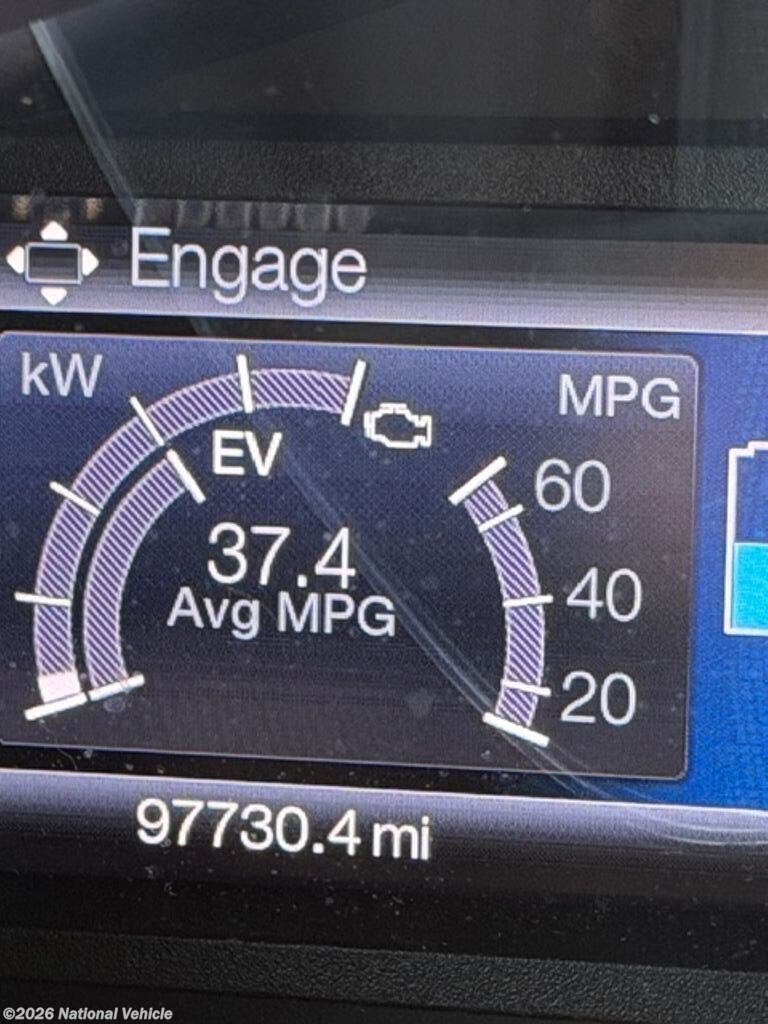 Engage
kW
MPG
EV
60
37.4
Avg MPG
40
20
97730.4 mi
©2026 National Vehicle